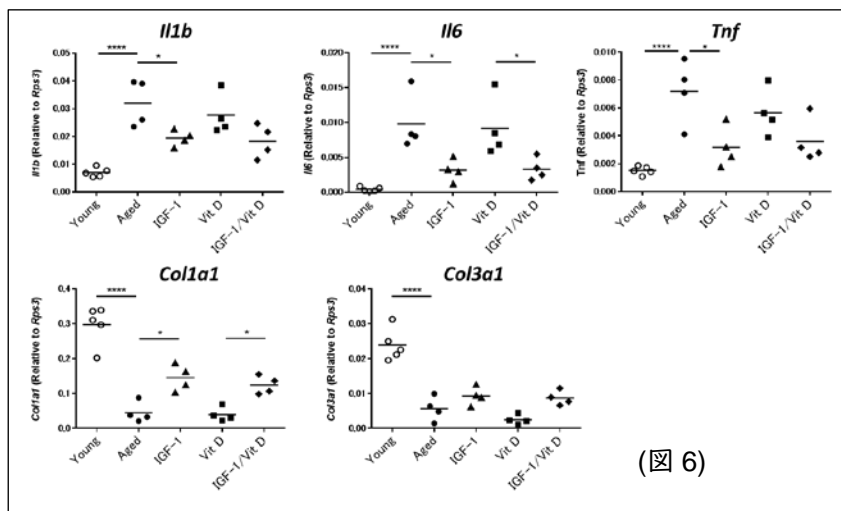 Il1b
Il6
Tnf
**** *
**** * *
**** *
Il1b (Relative to Rps3)
0.05
0.04
0.03
0.02
0.01
0.00
Young
Aged
IGF-1
Vit D
IGF-1/Vit D
Il6 (Relative to Rps3)
0.020
0.015
0.010
0.005
0.000
Young
Aged
IGF-1
Vit D
IGF-1/Vit D
Tnf (Relative to Rps3)
0.010
0.008
0.006
0.004
0.002
0.000
Young
Aged
IGF-1
Vit D
IGF-1/Vit D
Col1a1
Col3a1
**** * *
****
Col1a1 (Relative to Rps3)
0.4
0.3
0.2
0.1
0.0
Young
Aged
IGF-1
Vit D
IGF-1/Vit D
Col3a1 (Relative to Rps3)
0.04
0.03
0.02
0.01
0.00
Young
Aged
IGF-1
Vit D
IGF-1/Vit D
(図 6)